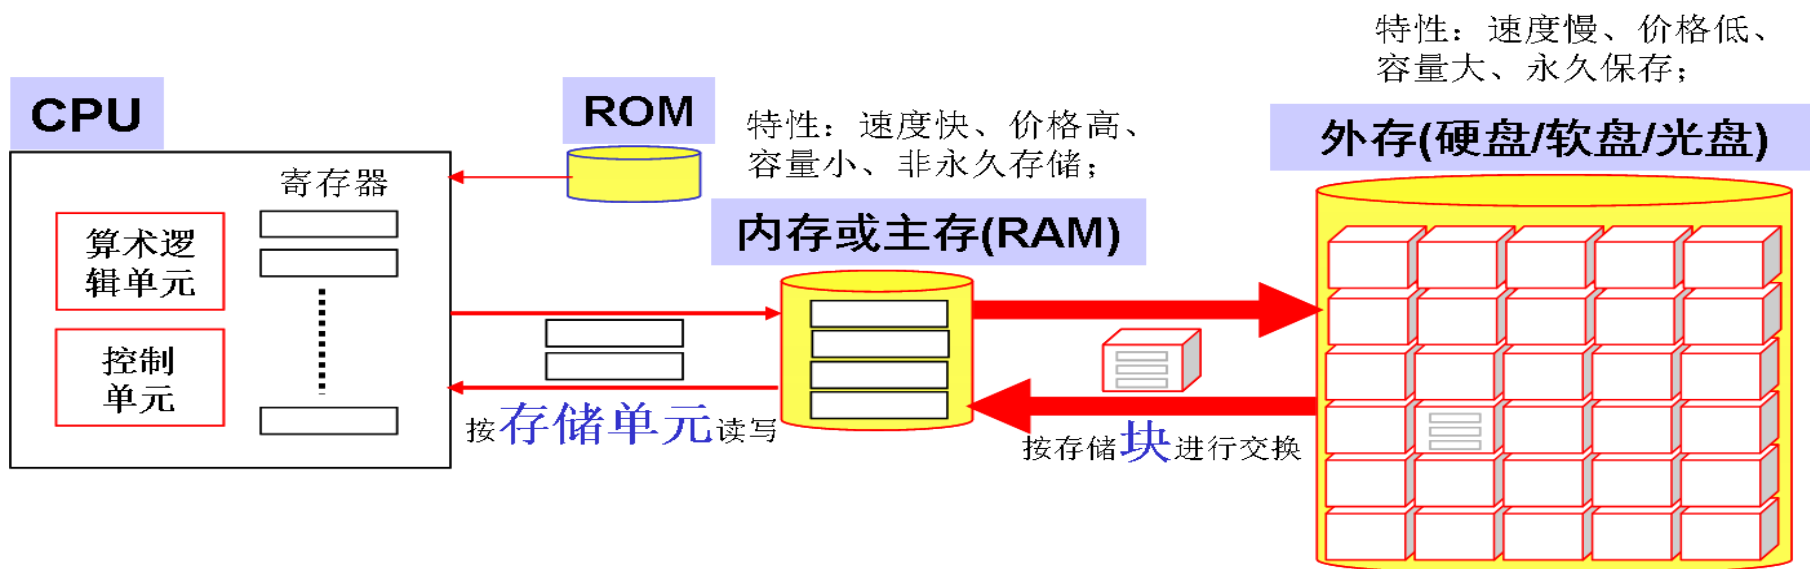 特性：速度慢、价格低、
容量大、永久保存；
CPU
ROM
特性：速度快、价格高、
容量小、非永久存储；
外存(硬盘/软盘/光盘)
寄存器
内存或主存(RAM)
算术逻
辑单元
控制
单元
按存储单元读写
按存储块进行交换